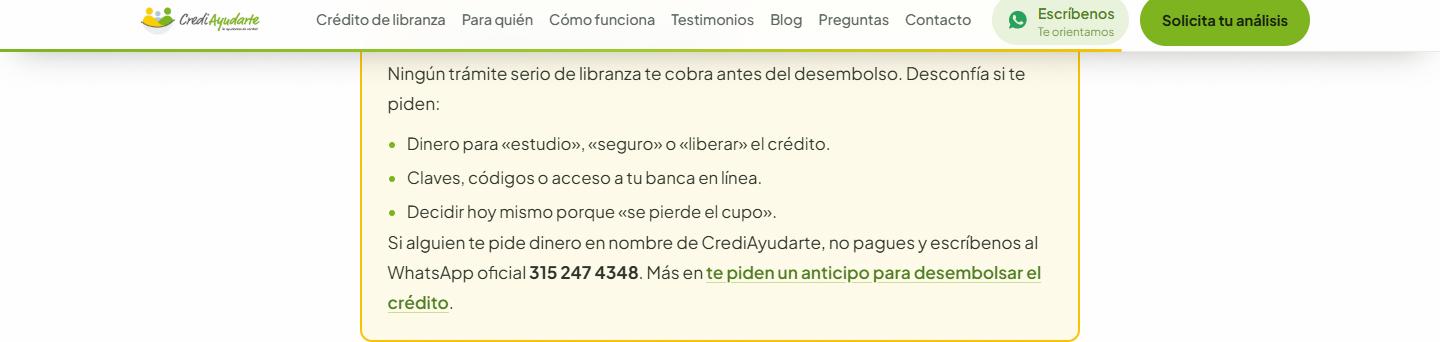 CrediAyudarte
Crédito de libranza Para quién Cómo funciona Testimonios Blog Preguntas Contacto
Escríbenos
Te orientamos
Solicita tu análisis
Ningún trámite serio de libranza te cobra antes del desembolso. Desconfía si te
piden:
• Dinero para «estudio», «seguro» o «liberar» el crédito.
• Claves, códigos o acceso a tu banca en línea.
• Decidir hoy mismo porque «se pierde el cupo».
Si alguien te pide dinero en nombre de CrediAyudarte, no pagues y escríbenos al
WhatsApp oficial 315 247 4348. Más en te piden un anticipo para desembolsar el
crédito.